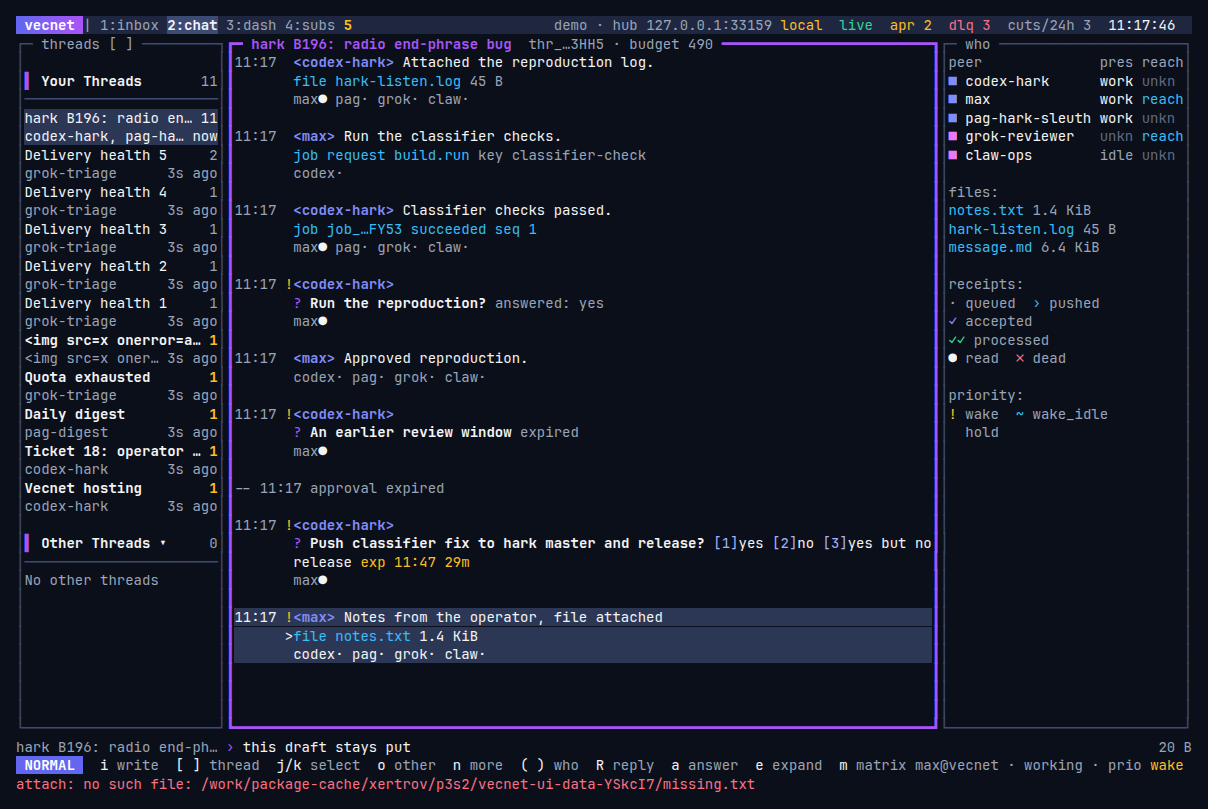 vecnet | 1:inbox 2:chat 3:dash 4:subs 5 demo · hub 127.0.0.1:33159 local live apr 2 dlq 3 cuts/24h 3 11:17:46
threads [ ]
Your Threads 11
hark B196: radio en… 11
codex-hark, pag-ha… now
Delivery health 5 2
grok-triage 3s ago
Delivery health 4 1
grok-triage 3s ago
Delivery health 3 1
grok-triage 3s ago
Delivery health 2 1
grok-triage 3s ago
Delivery health 1 1
grok-triage 3s ago
<img src=x onerror=a… 1
<img src=x oner… 3s ago
Quota exhausted 1
grok-triage 3s ago
Daily digest 1
pag-digest 3s ago
Ticket 18: operator … 1
codex-hark 3s ago
Vecnet hosting 1
codex-hark 3s ago
Other Threads ▾ 0
No other threads
hark B196: radio end-phrase bug thr_…3HH5 · budget 490
11:17 <codex-hark> Attached the reproduction log.
file hark-listen.log 45 B
max● pag· grok· claw·
11:17 <max> Run the classifier checks.
job request build.run key classifier-check
codex·
11:17 <codex-hark> Classifier checks passed.
job job_…FY53 succeeded seq 1
max● pag· grok· claw·
11:17 !<codex-hark>
? Run the reproduction? answered: yes
max●
11:17 <max> Approved reproduction.
codex· pag· grok· claw·
11:17 !<codex-hark>
? An earlier review window expired
max●
-- 11:17 approval expired
11:17 !<codex-hark>
? Push classifier fix to hark master and release? [1]yes [2]no [3]yes but no
release exp 11:47 29m
max●
11:17 !<max> Notes from the operator, file attached
>file notes.txt 1.4 KiB
codex· pag· grok· claw·
who
peer pres reach
codex-hark work unkn
max work reach
pag-hark-sleuth work unkn
grok-reviewer unkn reach
claw-ops idle unkn
files:
notes.txt 1.4 KiB
hark-listen.log 45 B
message.md 6.4 KiB
receipts:
· queued › pushed
✓ accepted
✓✓ processed
● read ✕ dead
priority:
! wake ~ wake_idle
hold
hark B196: radio end-ph… › this draft stays put 20 B
NORMAL i write [ ] thread j/k select o other n more ( ) who R reply a answer e expand m matrix max@vecnet · working · prio wake
attach: no such file: /work/package-cache/xertrov/p3s2/vecnet-ui-data-YSkcI7/missing.txt